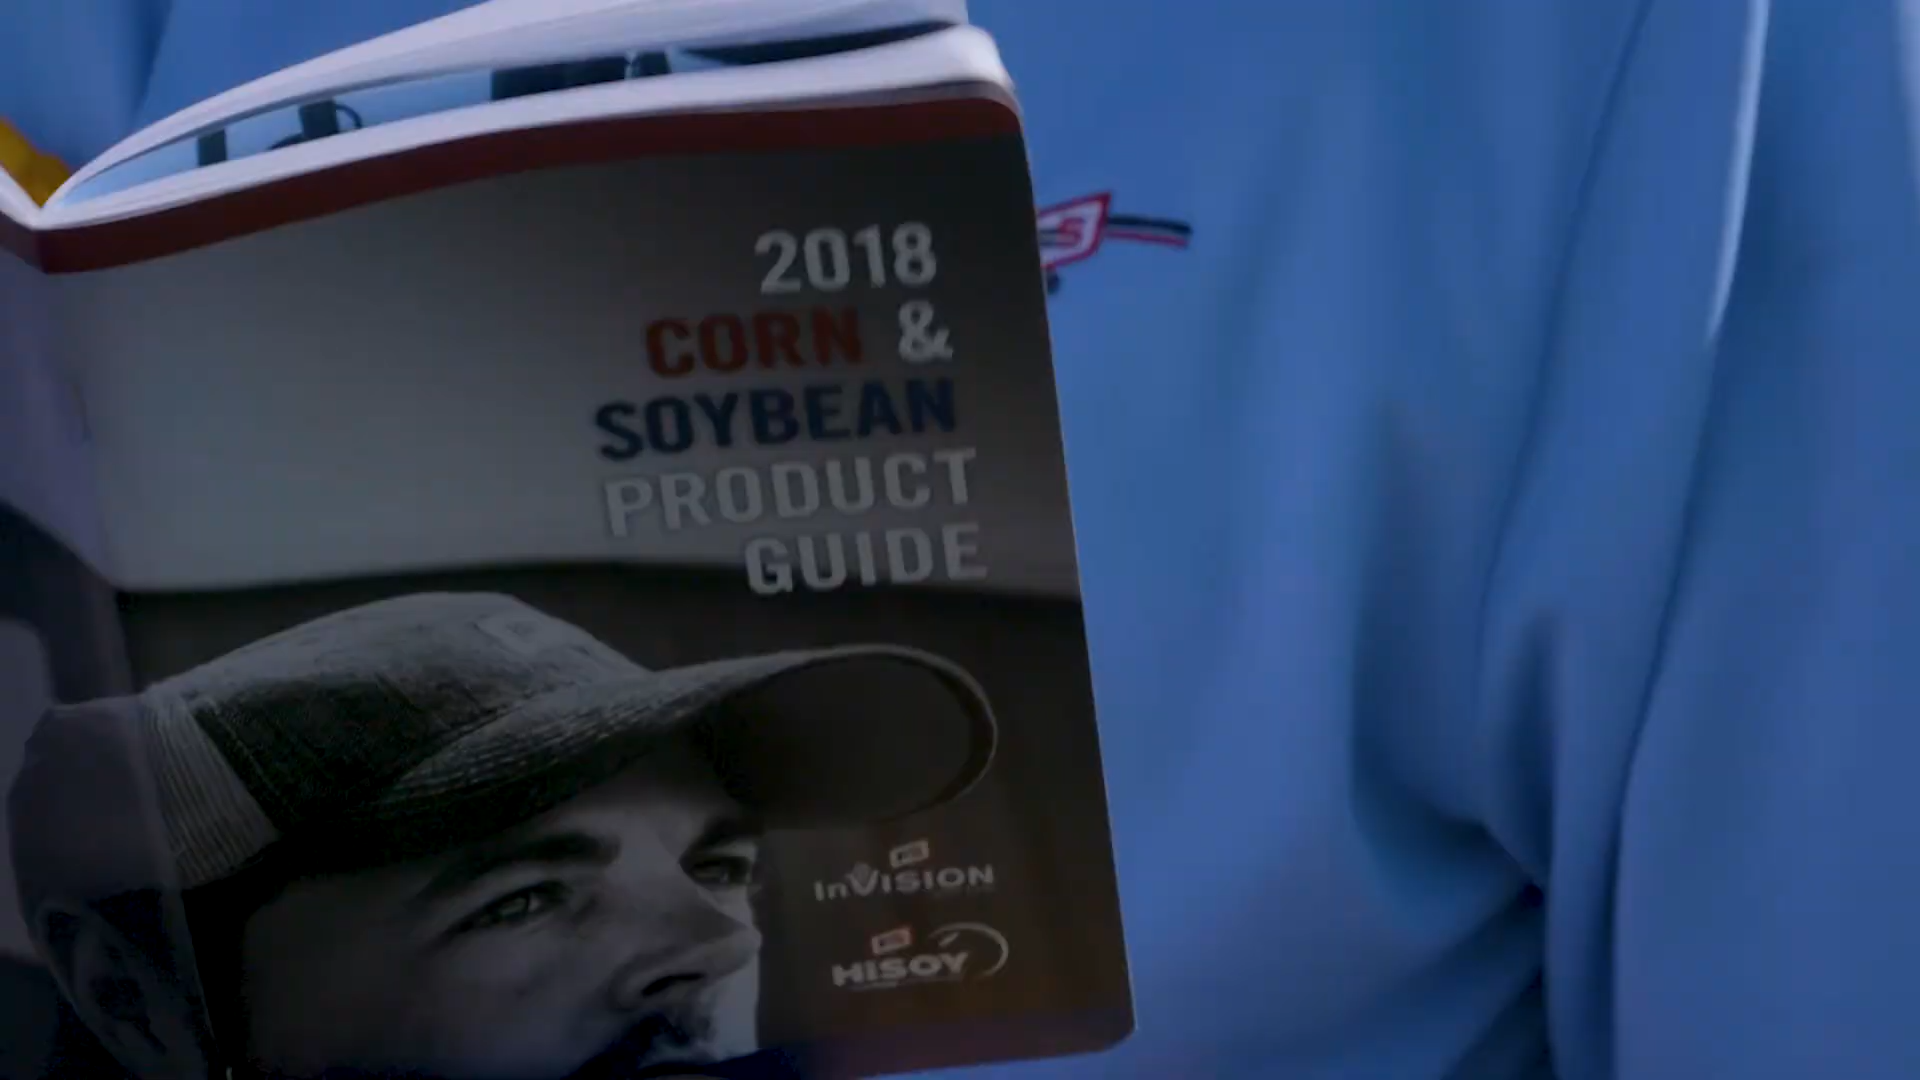 2018
CORN &
SOYBEAN
PRODUCT
GUIDE
InVISION
HISOY
S